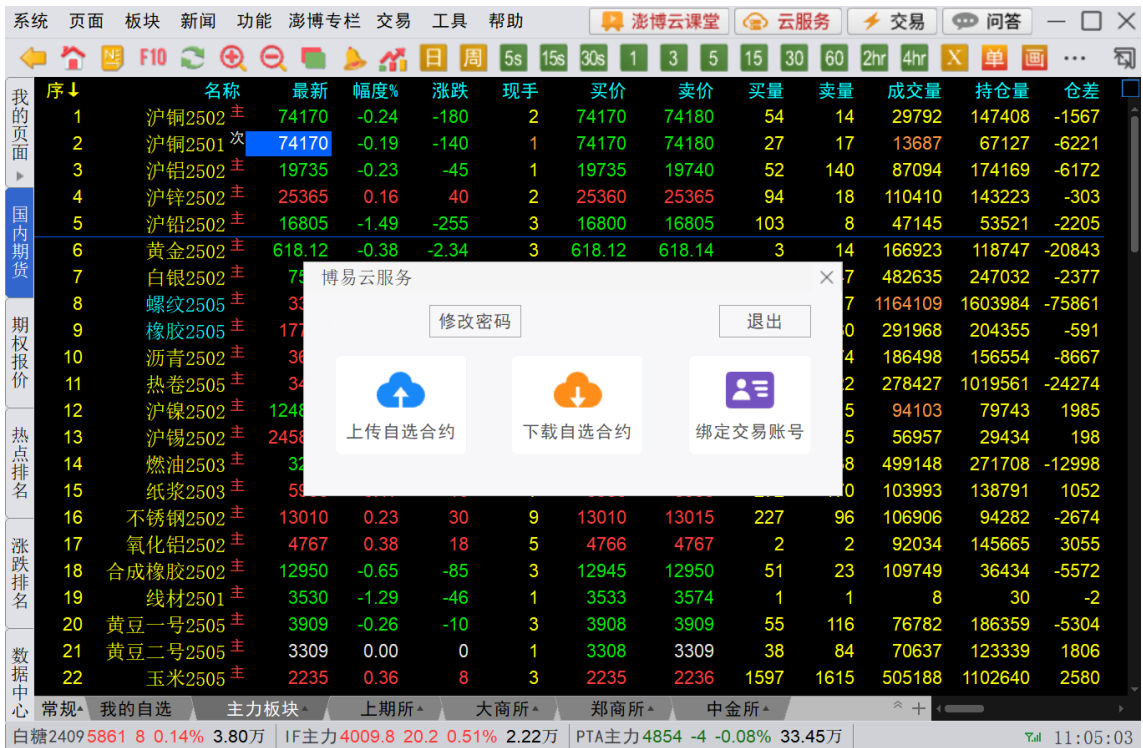 系统 页面 板块 新闻 功能 澎博专栏 交易 工具 帮助 澎博云课堂 云服务 交易 问答
F10 日 周 5s 15s 30s 1 3 5 15 30 60 2hr 4hr X 单 画 ···
我的页面
国内期货
期权报价
热点排名
涨跌排名
数据中心
序↓ 名称 最新 幅度% 涨跌 现手 买价 卖价 买量 卖量 成交量 持仓量 仓差
1 沪铜2502 主 74170 -0.24 -180 2 74170 74180 54 14 29792 147408 -1567
2 沪铜2501 次 74170 -0.19 -140 1 74170 74180 27 17 13687 67127 -6221
3 沪铝2502 主 19735 -0.23 -45 1 19735 19740 52 140 87094 174169 -6172
4 沪锌2502 主 25365 0.16 40 2 25360 25365 94 18 110410 143223 -303
5 沪铅2502 主 16805 -1.49 -255 3 16800 16805 103 8 47145 53521 -2205
6 黄金2502 主 618.12 -0.38 -2.34 3 618.12 618.14 3 14 166923 118747 -20843
7 白银2502 主 482635 247032 -2377
8 螺纹2505 主 1164109 1603984 -75861
9 橡胶2505 主 291968 204355 -591
10 沥青2502 主 186498 156554 -8667
11 热卷2505 主 278427 1019561 -24274
12 沪镍2502 主 94103 79743 1985
13 沪锡2502 主 56957 29434 198
14 燃油2503 主 499148 271708 -12998
15 纸浆2503 主 103993 138791 1052
16 不锈钢2502 主 13010 0.23 30 9 13010 13015 227 96 106906 94282 -2674
17 氧化铝2502 主 4767 0.38 18 5 4766 4767 2 2 92034 145665 3055
18 合成橡胶2502 主 12950 -0.65 -85 3 12945 12950 51 23 109749 36434 -5572
19 线材2501 主 3530 -1.29 -46 1 3533 3574 1 1 8 30 -2
20 黄豆一号2505 主 3909 -0.26 -10 3 3908 3909 55 116 76782 186359 -5304
21 黄豆二号2505 主 3309 0.00 0 1 3308 3309 38 84 70637 123339 1806
22 玉米2505 主 2235 0.36 8 3 2235 2236 1597 1615 505188 1102640 2580
博易云服务
修改密码 退出
上传自选合约 下载自选合约 绑定交易账号
常规 我的自选 主力板块 上期所 大商所 郑商所 中金所
白糖2409 5861 8 0.14% 3.80万 IF主力 4009.8 20.2 0.51% 2.22万 PTA主力 4854 -4 -0.08% 33.45万 11:05:03